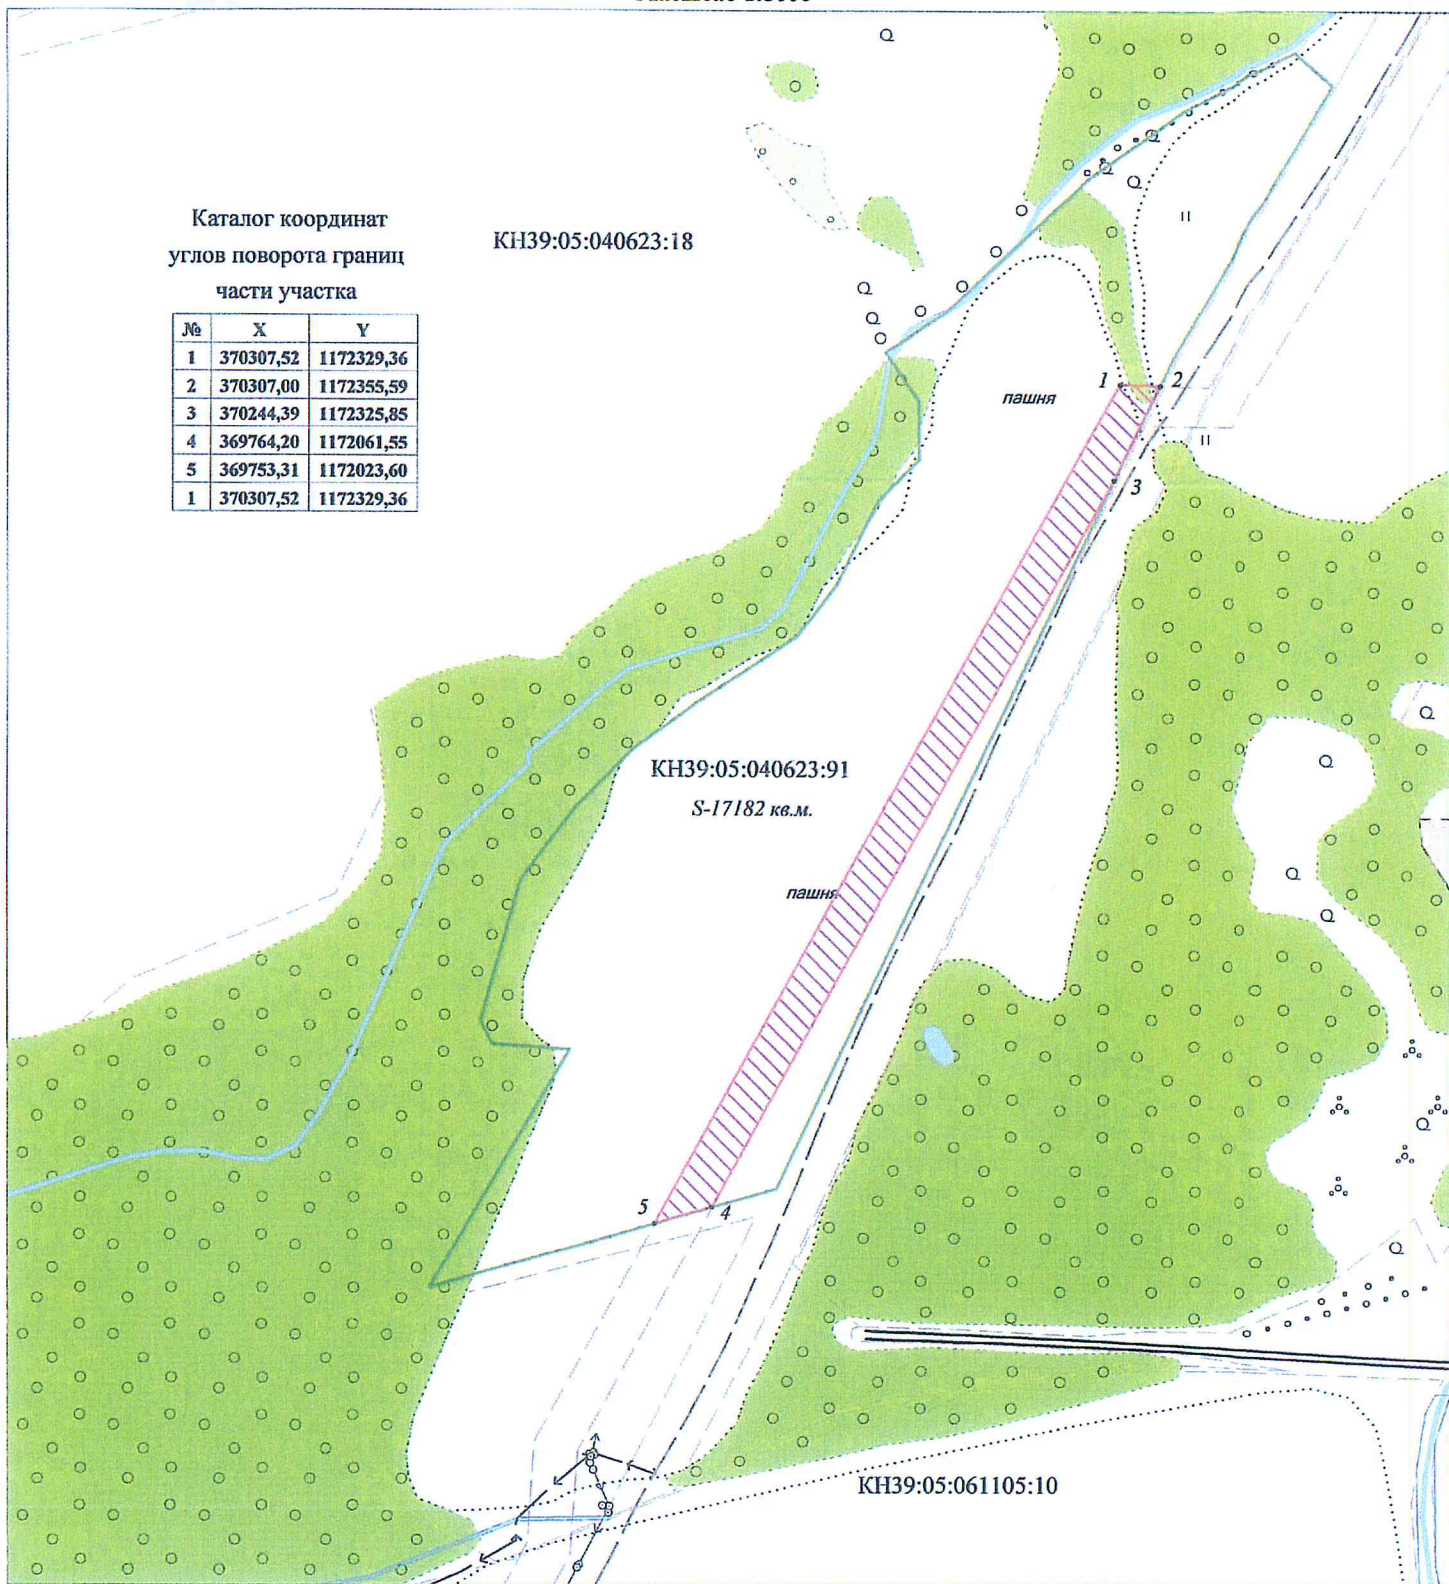 Каталог координат
углов поворота границ
части участка
№ X Y
1 370307,52 1172329,36
2 370307,00 1172355,59
3 370244,39 1172325,85
4 369764,20 1172061,55
5 369753,31 1172023,60
1 370307,52 1172329,36
КН39:05:040623:18
пашня
1
2
3
КН39:05:040623:91
S-17182 кв.м.
пашня
5
4
КН39:05:061105:10